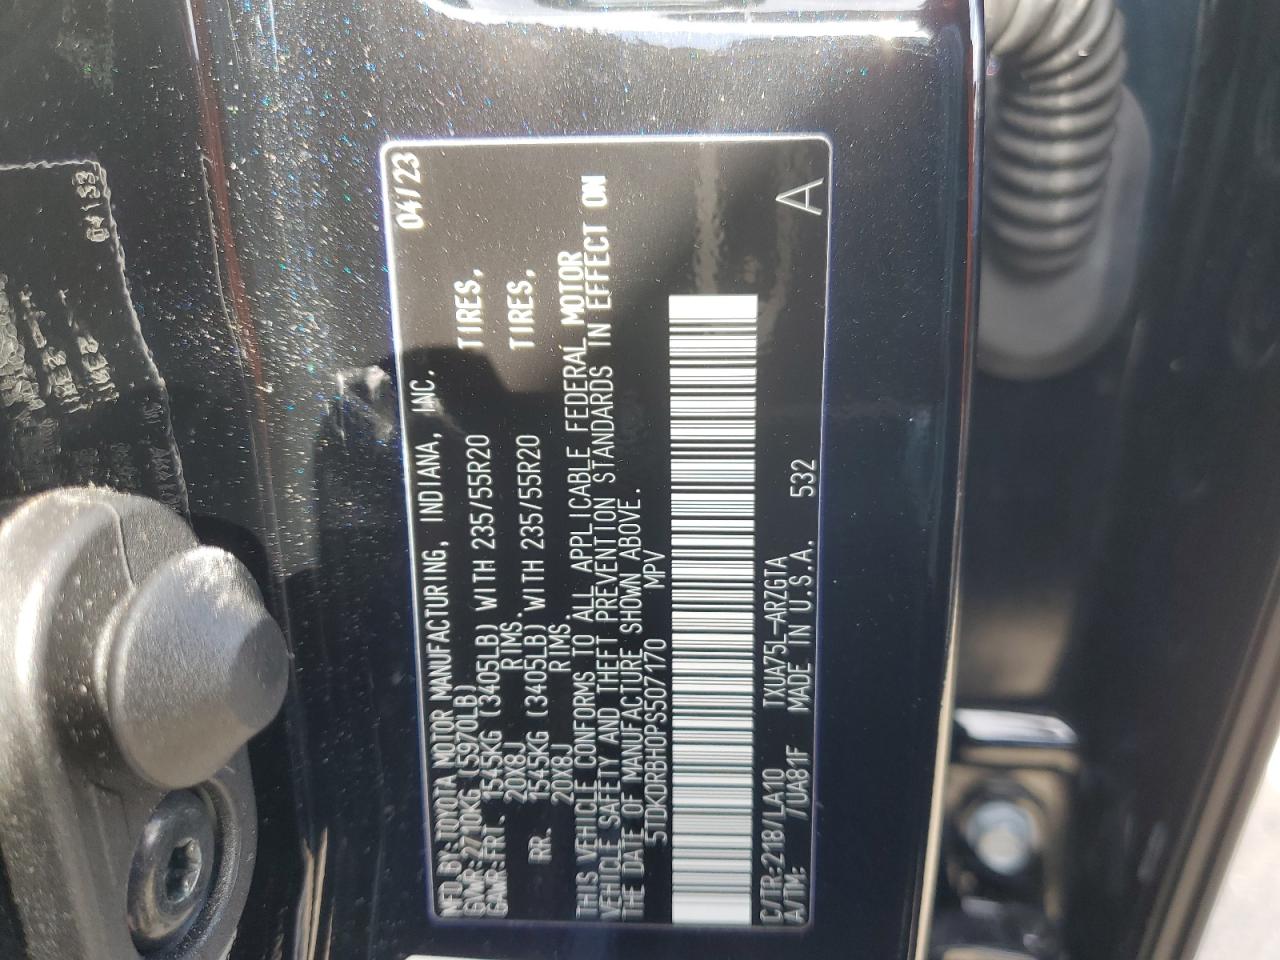 MFD.BY:TOYOTA MOTOR MANUFACTURING, INDIANA, INC. 04/23
GVWR:2710KG (5970LB)
GAWR:FRT. 1545KG (3405LB) WITH 235/55R20 TIRES,
20X8J RIMS.
RR. 1545KG (3405LB) WITH 235/55R20 TIRES,
20X8J RIMS.
THIS VEHICLE CONFORMS TO ALL APPLICABLE FEDERAL MOTOR
VEHICLE SAFETY AND THEFT PREVENTION STANDARDS IN EFFECT ON
THE DATE OF MANUFACTURE SHOWN ABOVE.
5TDKDRBH0PS507170 MPV
C/TR:218/LA10 TXUA75L-ARZGTA
A/TM: /UA81F MADE IN U.S.A. 532
A